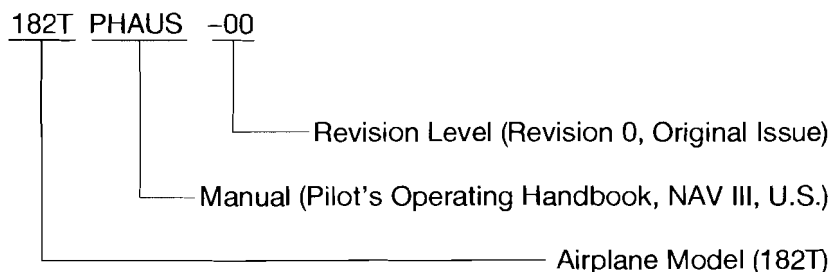 182T PHAUS -00
Revision Level (Revision 0, Original Issue)
Manual (Pilot's Operating Handbook, NAV III, U.S.)
Airplane Model (182T)